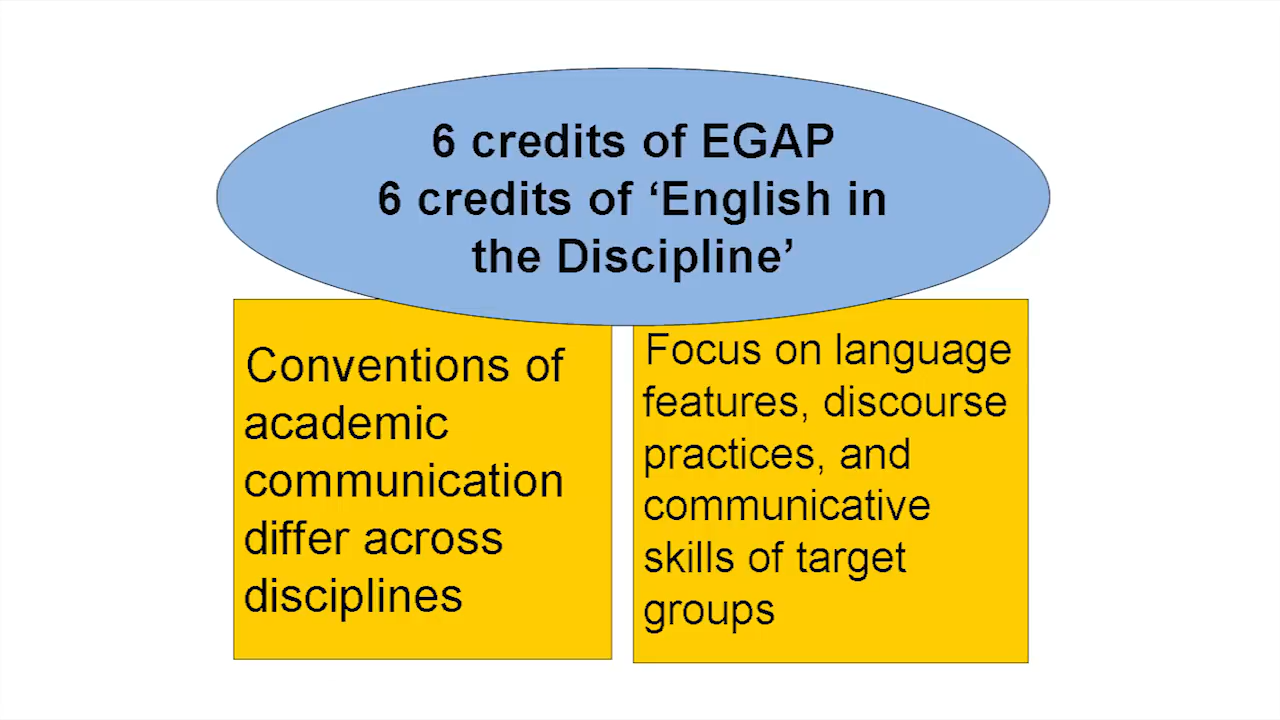 6 credits of EGAP
6 credits of ‘English in
the Discipline’
Conventions of
academic
communication
differ across
disciplines
Focus on language
features, discourse
practices, and
communicative
skills of target
groups